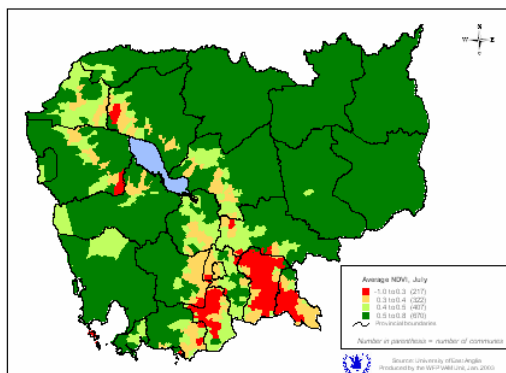 N
W E
S
Average NDVI, July
-1.0 to 0.3 (217)
0.3 to 0.4 (322)
0.4 to 0.5 (407)
0.5 to 0.8 (670)
Provincial boundaries
Number in parenthesis = number of communes
Source: University of East Anglia
Produced by the WFP VAM Unit, Jan. 2003